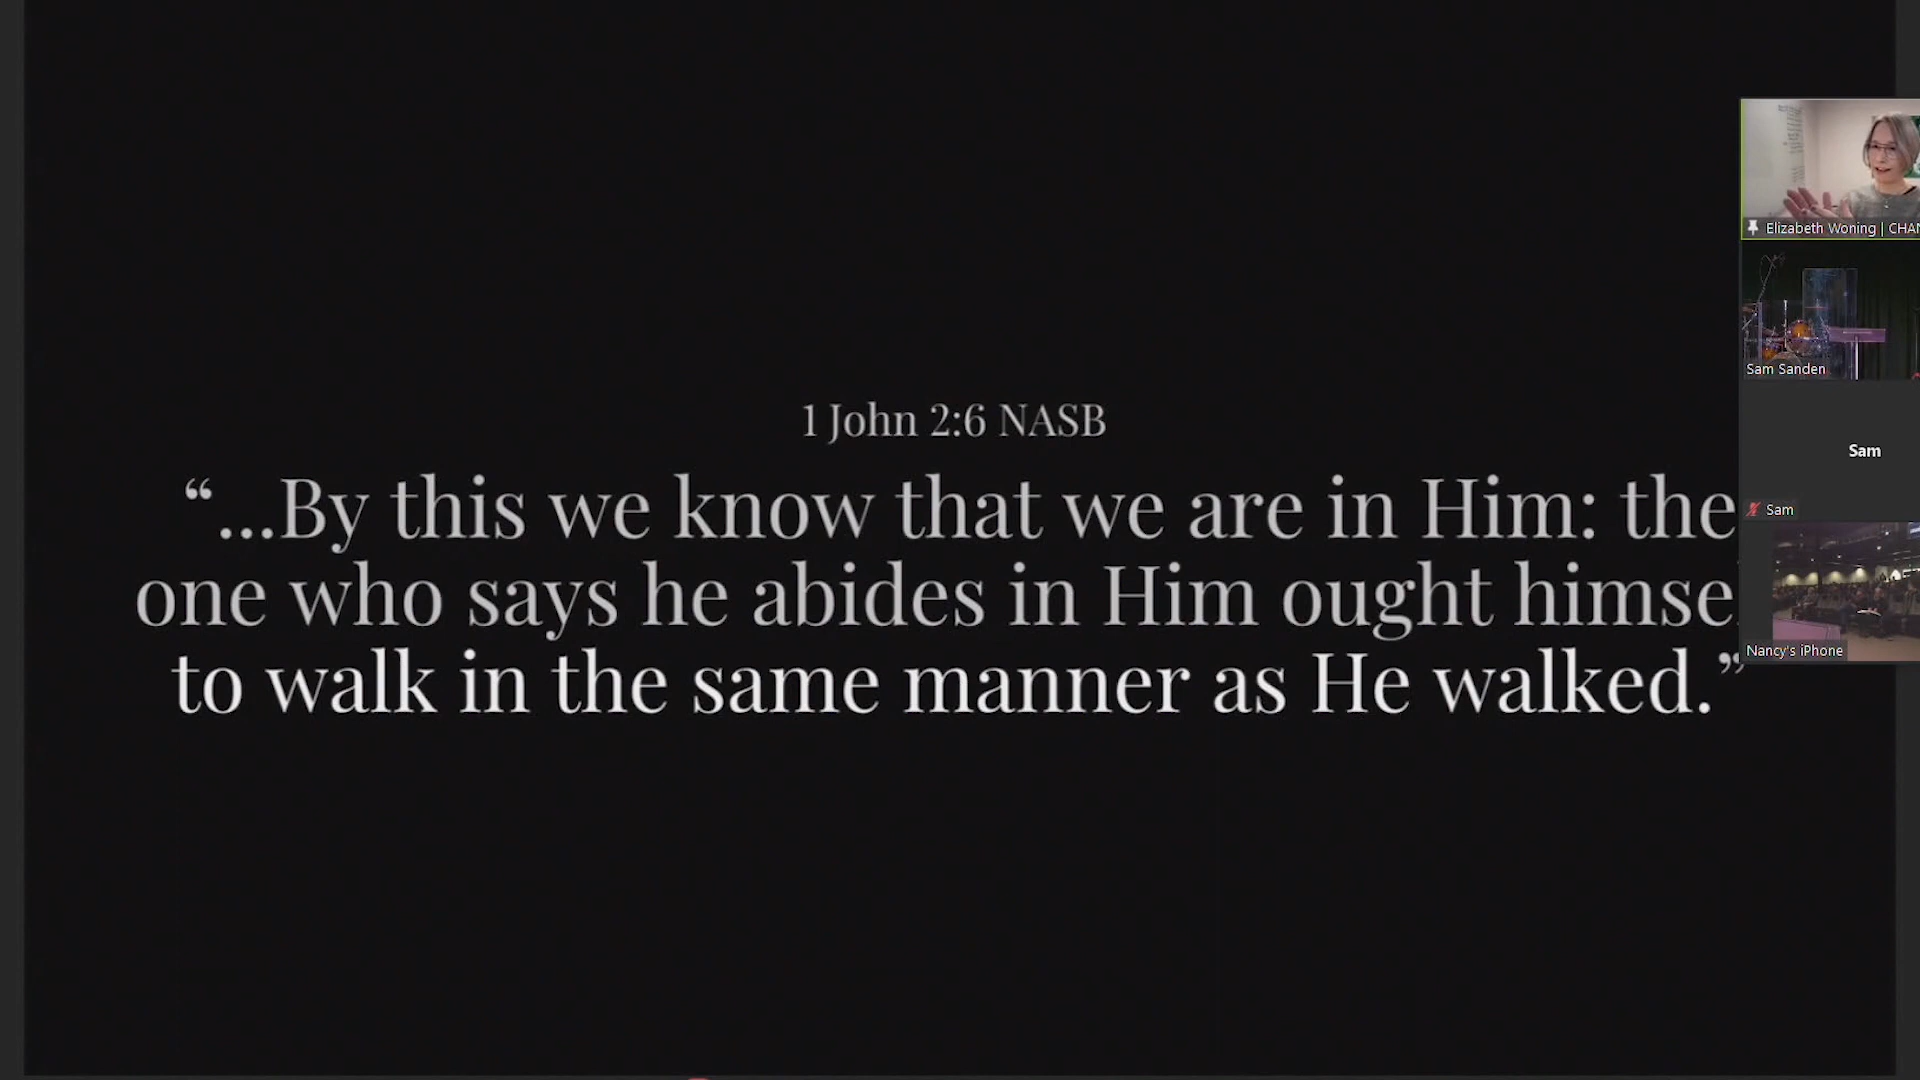 1 John 2:6 NASB
“...By this we know that we are in Him: the
one who says he abides in Him ought
to walk in the same manner as He walked.”
Elizabeth Woning |
Sam Sanden
Sam
Sam
Nancy's iPhone